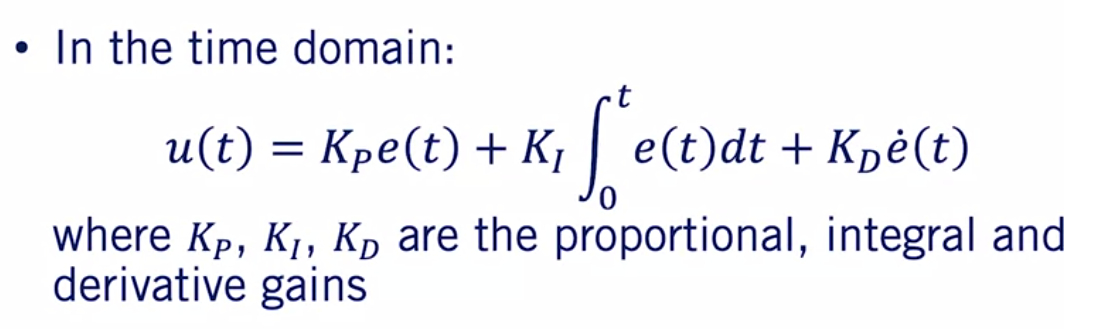 • In the time domain:
u(t) = K_P e(t) + K_I ∫_0^t e(t)dt + K_D ė(t)
where K_P, K_I, K_D are the proportional, integral and
derivative gains